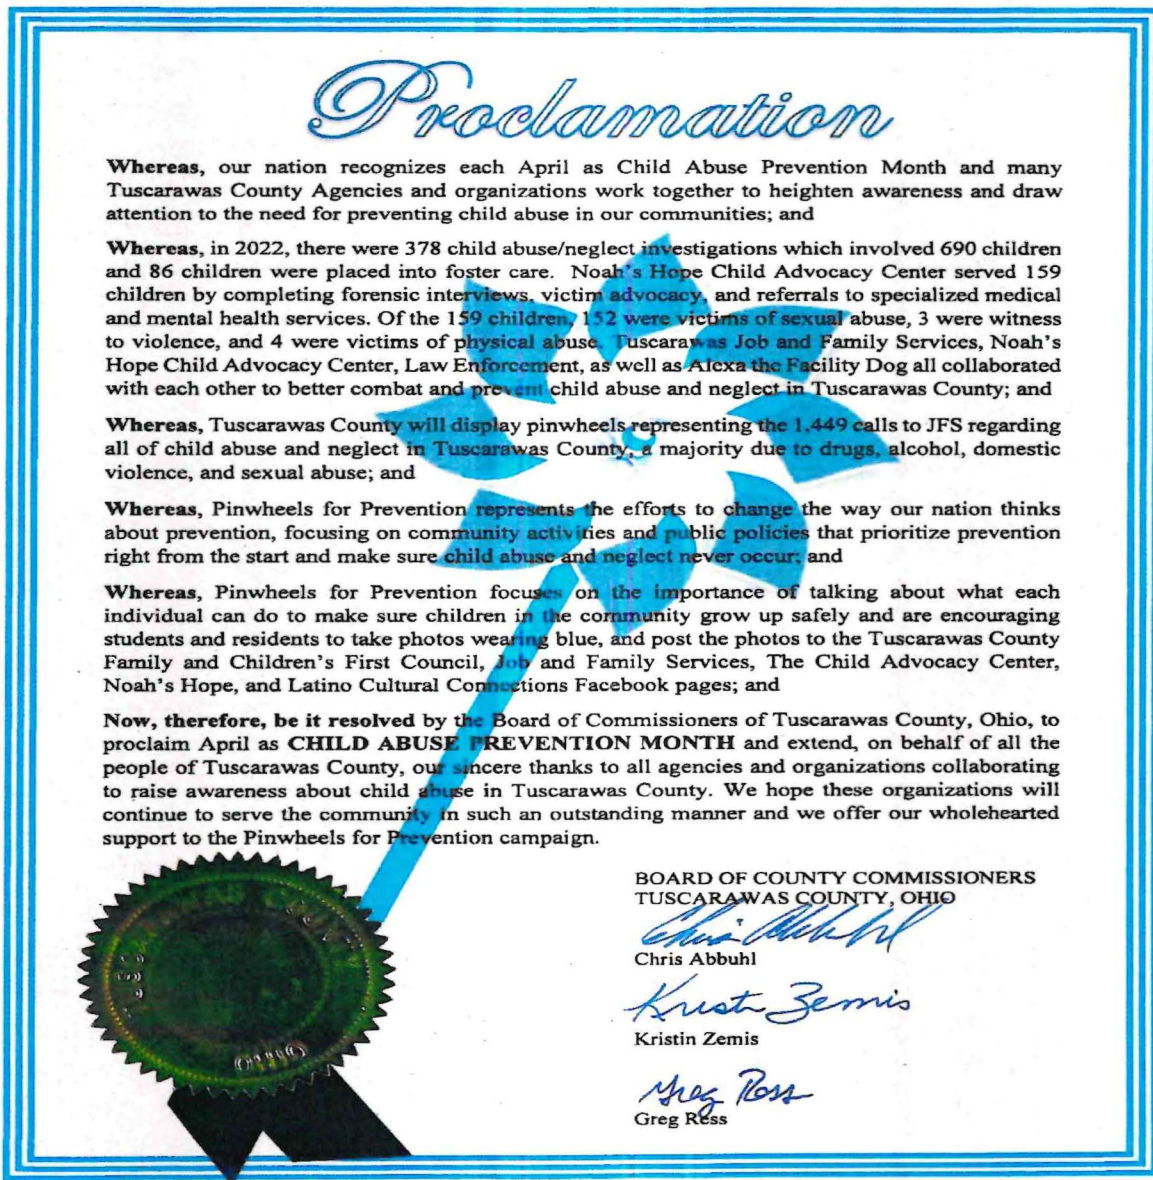 Proclamation
Whereas, our nation recognizes each April as Child Abuse Prevention Month and many
Tuscarawas County Agencies and organizations work together to heighten awareness and draw
attention to the need for preventing child abuse in our communities; and
Whereas, in 2022, there were 378 child abuse/neglect investigations which involved 690 children
and 86 children were placed into foster care. Noah's Hope Child Advocacy Center served 159
children by completing forensic interviews, victim advocacy, and referrals to specialized medical
and mental health services. Of the 159 children, 152 were victims of sexual abuse, 3 were witness
to violence, and 4 were victims of physical abuse. Tuscarawas Job and Family Services, Noah's
Hope Child Advocacy Center, Law Enforcement, as well as Alexa the Facility Dog all collaborated
with each other to better combat and prevent child abuse and neglect in Tuscarawas County; and
Whereas, Tuscarawas County will display pinwheels representing the 1,449 calls to JFS regarding
all of child abuse and neglect in Tuscarawas County, a majority due to drugs, alcohol, domestic
violence, and sexual abuse; and
Whereas, Pinwheels for Prevention represents the efforts to change the way our nation thinks
about prevention, focusing on community activities and public policies that prioritize prevention
right from the start and make sure child abuse and neglect never occur; and
Whereas, Pinwheels for Prevention focuses on the importance of talking about what each
individual can do to make sure children in the community grow up safely and are encouraging
students and residents to take photos wearing blue, and post the photos to the Tuscarawas County
Family and Children's First Council, Job and Family Services, The Child Advocacy Center,
Noah's Hope, and Latino Cultural Connections Facebook pages; and
Now, therefore, be it resolved by the Board of Commissioners of Tuscarawas County, Ohio, to
proclaim April as CHILD ABUSE PREVENTION MONTH and extend, on behalf of all the
people of Tuscarawas County, our sincere thanks to all agencies and organizations collaborating
to raise awareness about child abuse in Tuscarawas County. We hope these organizations will
continue to serve the community in such an outstanding manner and we offer our wholehearted
support to the Pinwheels for Prevention campaign.
BOARD OF COUNTY COMMISSIONERS
TUSCARAWAS COUNTY, OHIO
Chris Abbuhl
Chris Abbuhl
Kristin Zemis
Kristin Zemis
Greg Ress
Greg Ress
OHIO